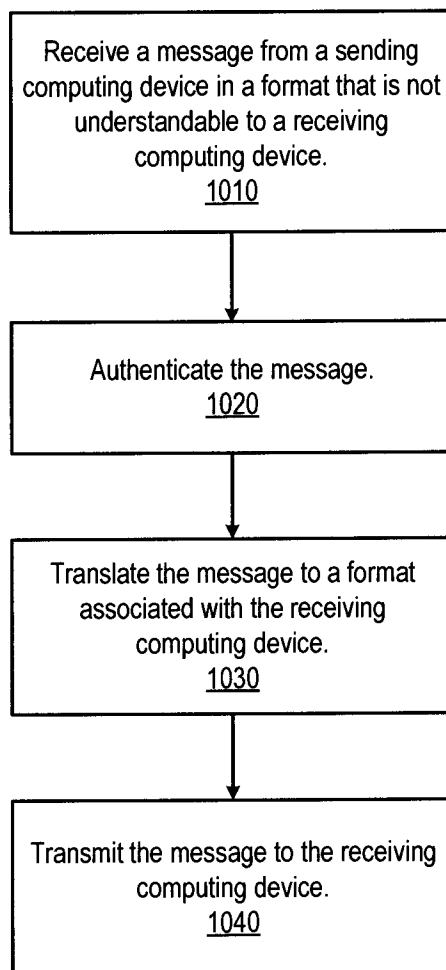 Receive a message from a sending
computing device in a format that is not
understandable to a receiving
computing device.
1010
Authenticate the message.
1020
Translate the message to a format
associated with the receiving
computing device.
1030
Transmit the message to the receiving
computing device.
1040